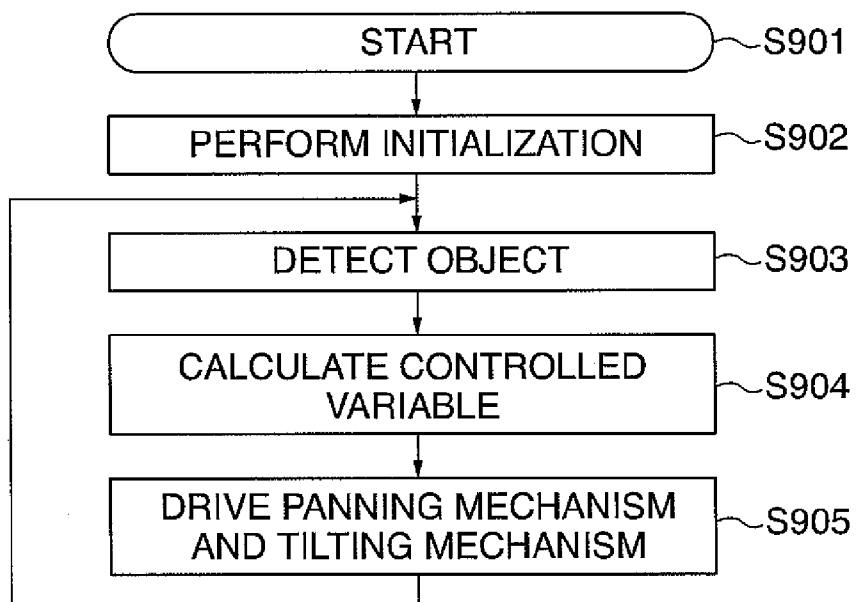 START
S901
PERFORM INITIALIZATION
S902
DETECT OBJECT
S903
CALCULATE CONTROLLED
VARIABLE
S904
DRIVE PANNING MECHANISM
AND TILTING MECHANISM
S905